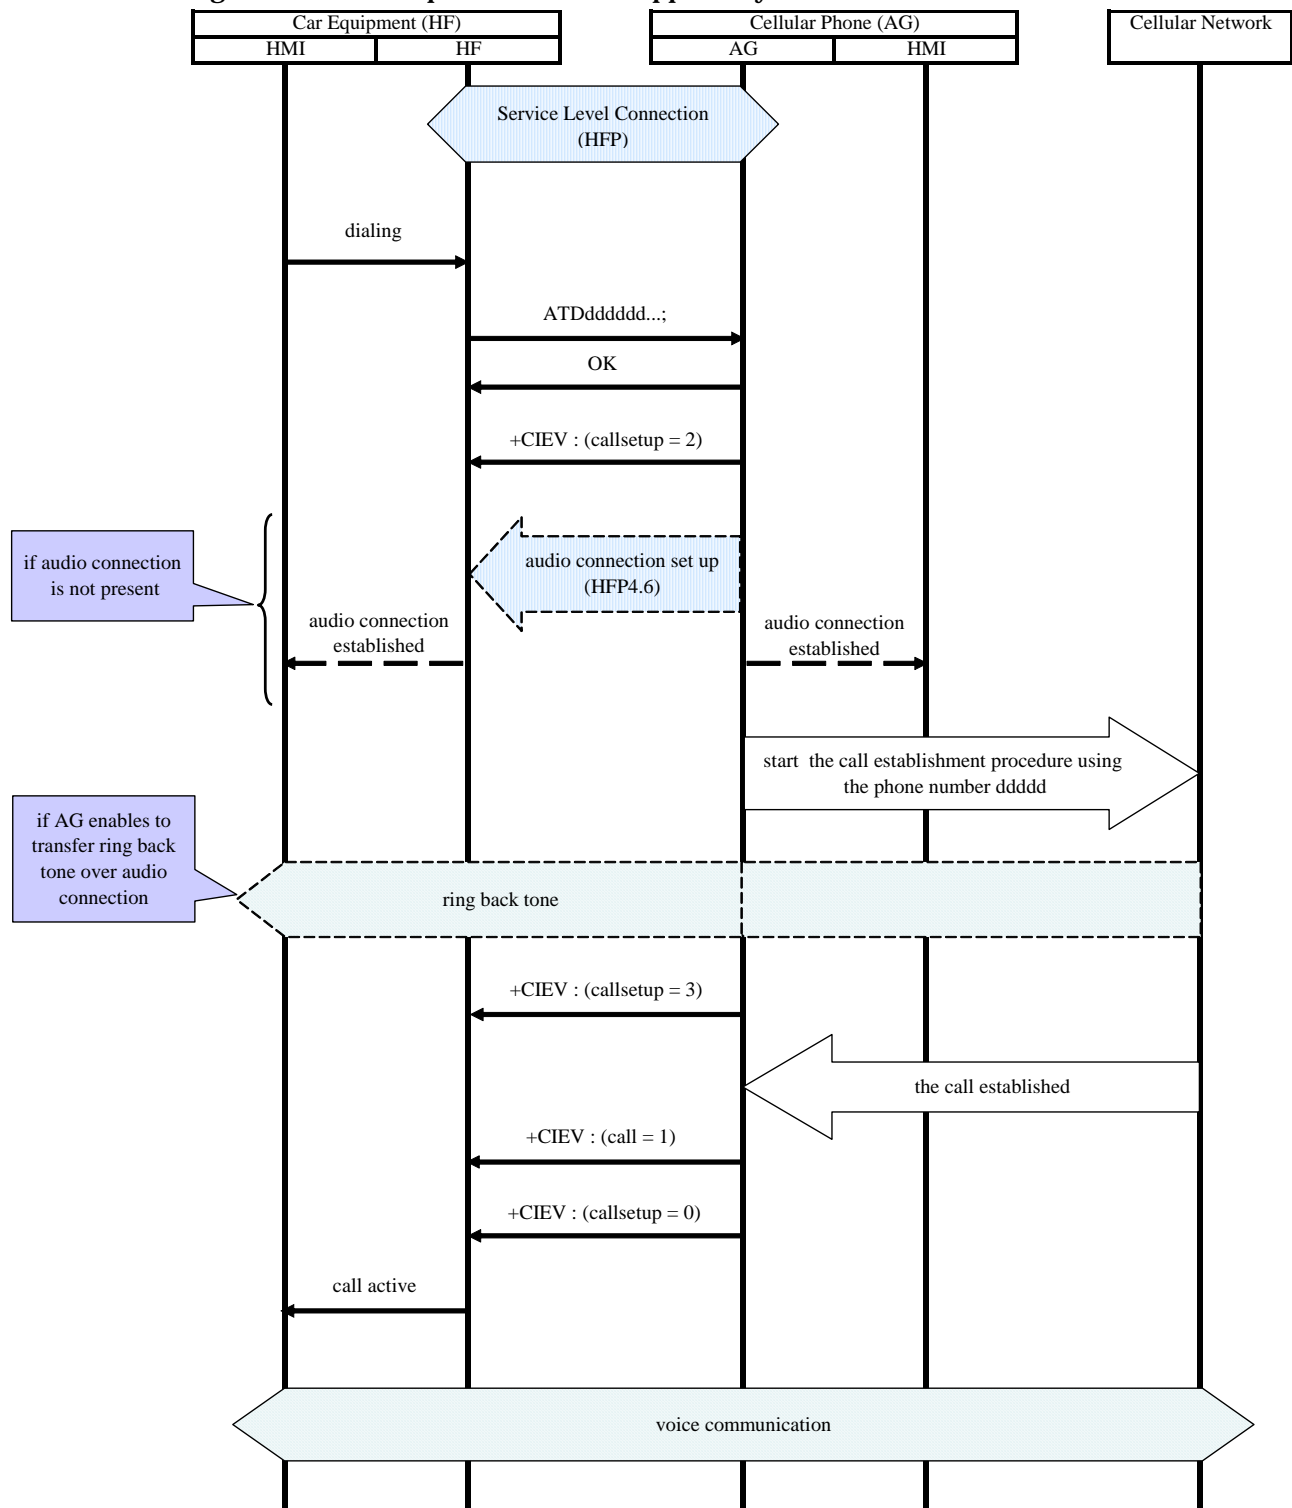 Car Equipment (HF)
Cellular Phone (AG)
Cellular Network
HMI
HF
AG
HMI
Service Level Connection
(HFP)
dialing
ATDdddddd...;
OK
+CIEV : (callsetup = 2)
if audio connection
is not present
audio connection set up
(HFP4.6)
audio connection
established
audio connection
established
start the call establishment procedure using
the phone number ddddd
if AG enables to
transfer ring back
tone over audio
connection
ring back tone
+CIEV : (callsetup = 3)
the call established
+CIEV : (call = 1)
+CIEV : (callsetup = 0)
call active
voice communication